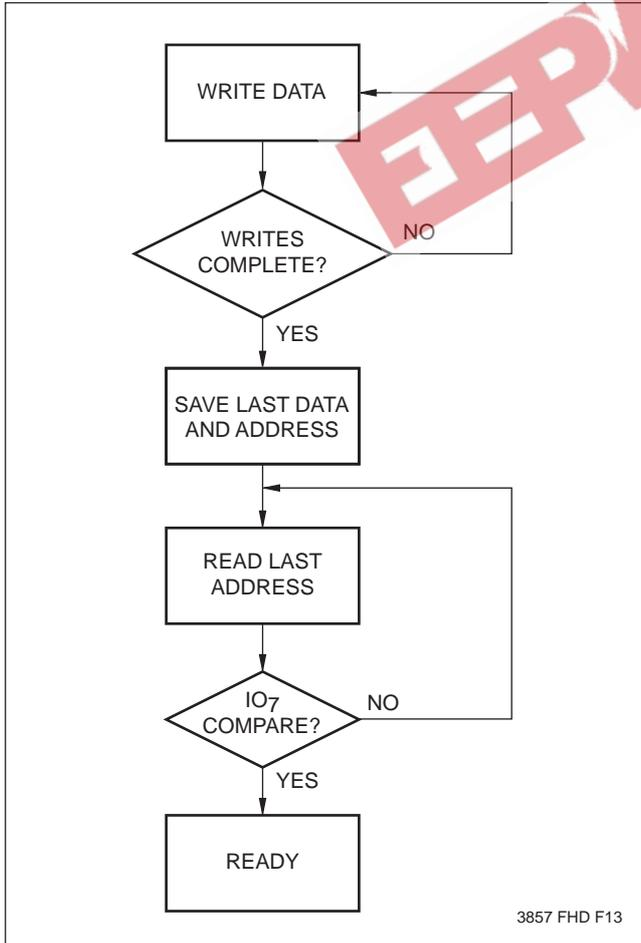 WRITE DATA
NO
WRITES
COMPLETE?
YES
SAVE LAST DATA
AND ADDRESS
READ LAST
ADDRESS
IO7
COMPARE?
NO
YES
READY
3857 FHD F13